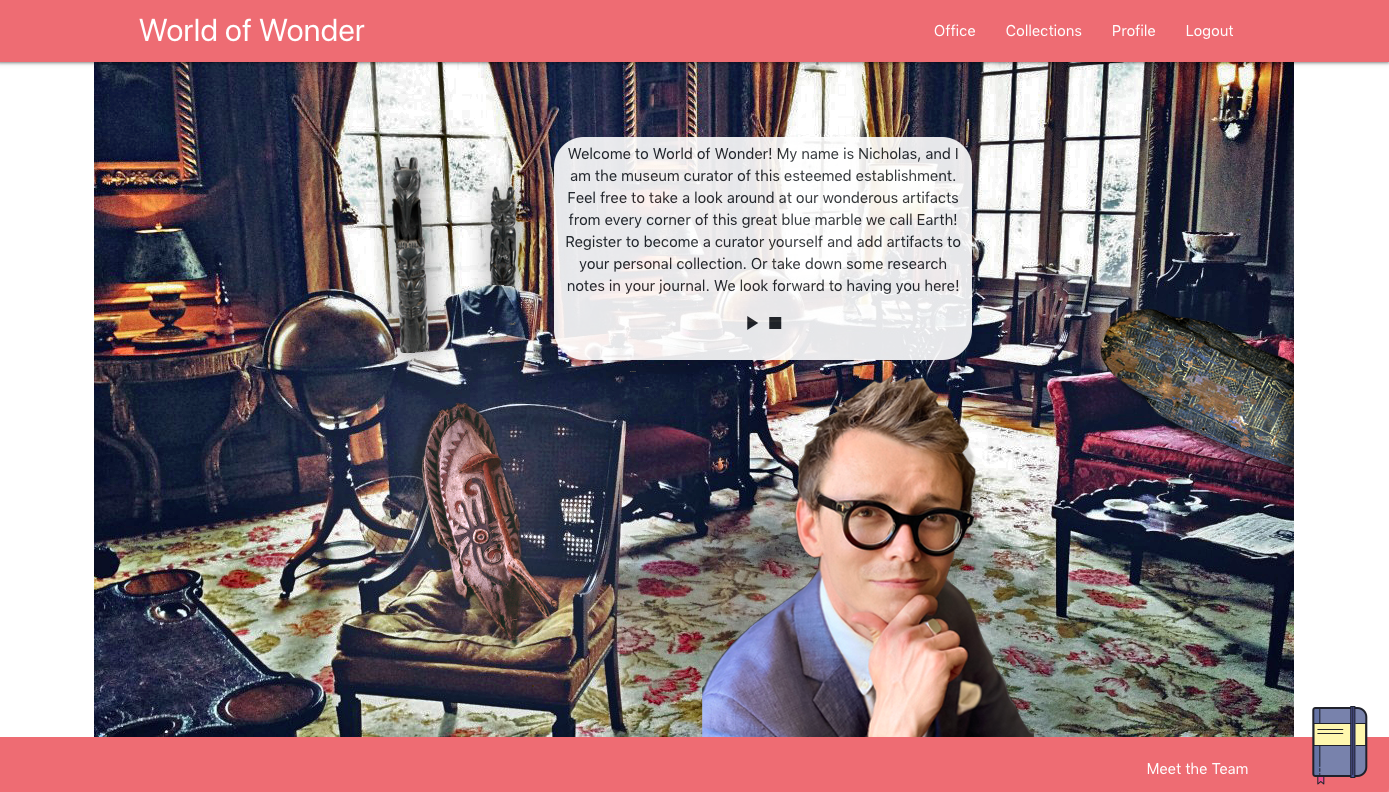 World of Wonder
Office
Collections
Profile
Logout
Welcome to World of Wonder! My name is Nicholas, and I
am the museum curator of this esteemed establishment.
Feel free to take a look around at our wonderous artifacts
from every corner of this great blue marble we call Earth!
Register to become a curator yourself and add artifacts to
your personal collection. Or take down some research
notes in your journal. We look forward to having you here!
Meet the Team